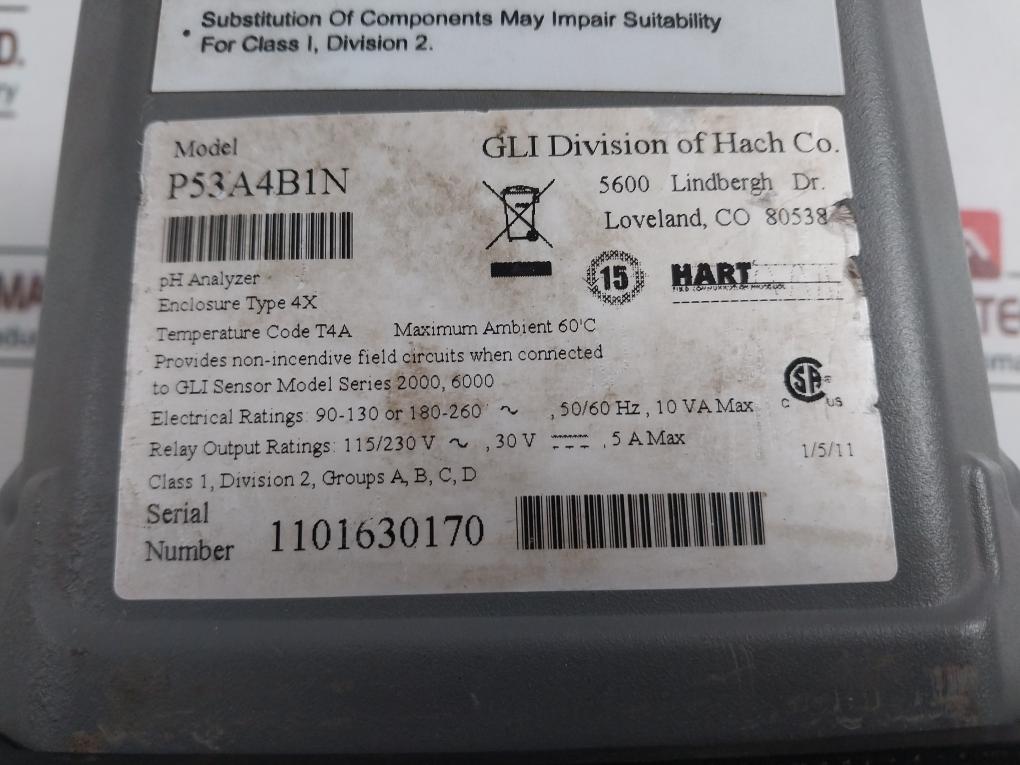 Substitution Of Components May Impair Suitability
• For Class I, Division 2.
Model
P53A4B1N
GLI Division of Hach Co.
5600 Lindbergh Dr.
Loveland, CO 80538
15
HART
pH Analyzer
Enclosure Type 4X
Temperature Code T4A Maximum Ambient 60'C
Provides non-incendive field circuits when connected
to GLI Sensor Model Series 2000, 6000
Electrical Ratings: 90-130 or 180-260 ~ , 50/60 Hz , 10 VA Max
Relay Output Ratings: 115/230 V ~ , 30 V , 5 A Max
Class 1, Division 2, Groups A, B, C, D
C US
1/5/11
Serial
Number
1101630170